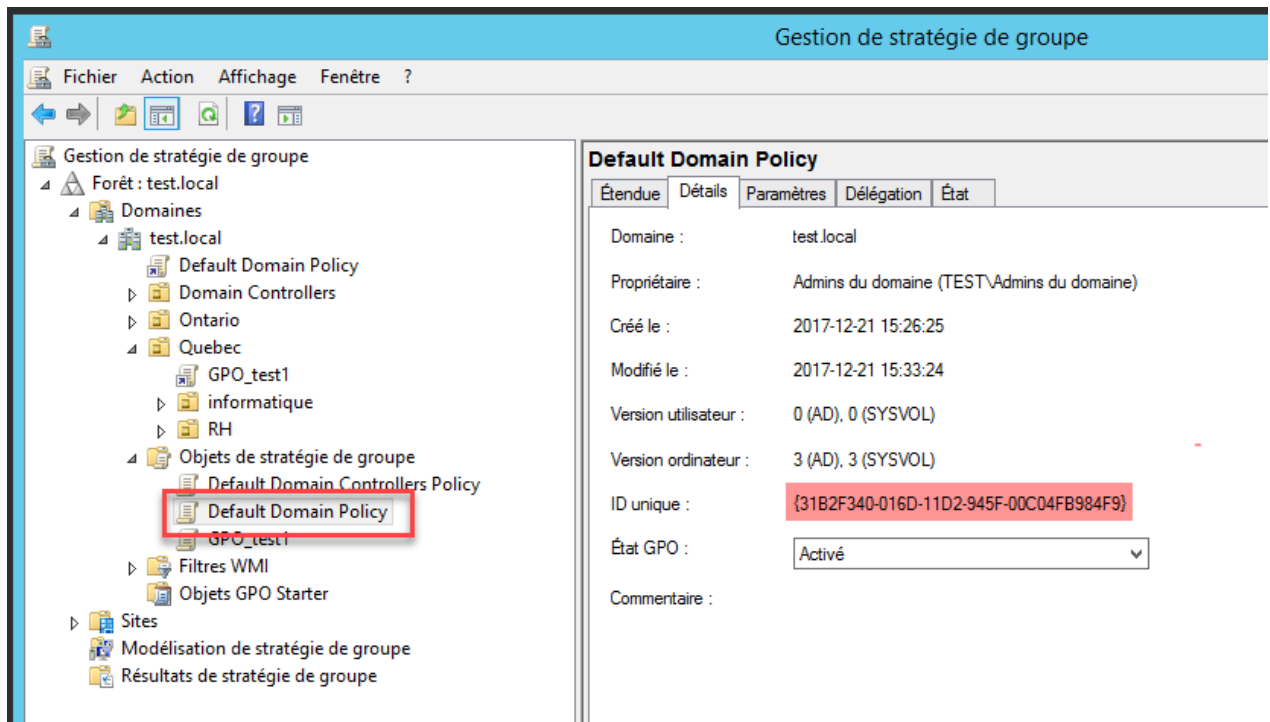 Gestion de stratégie de groupe
Fichier Action Affichage Fenêtre ?
Gestion de stratégie de groupe
Forêt : test.local
Domaines
test.local
Default Domain Policy
Domain Controllers
Ontario
Quebec
GPO_test1
informatique
RH
Objets de stratégie de groupe
Default Domain Controllers Policy
Default Domain Policy
GPO_test1
Filtres WMI
Objets GPO Starter
Sites
Modélisation de stratégie de groupe
Résultats de stratégie de groupe
Default Domain Policy
Étendue Détails Paramètres Délégation État
Domaine : test.local
Propriétaire : Admins du domaine (TEST\Admins du domaine)
Créé le : 2017-12-21 15:26:25
Modifié le : 2017-12-21 15:33:24
Version utilisateur : 0 (AD), 0 (SYSVOL)
Version ordinateur : 3 (AD), 3 (SYSVOL)
ID unique : {31B2F340-016D-11D2-945F-00C04FB984F9}
État GPO : Activé
Commentaire :